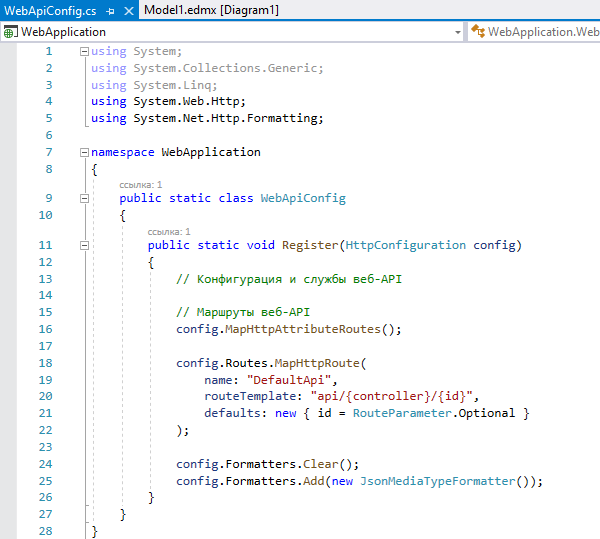 WebApiConfig.cs Model1.edmx [Diagram1]
WebApplication WebApplication.Web
1 using System;
2 using System.Collections.Generic;
3 using System.Linq;
4 using System.Web.Http;
5 using System.Net.Http.Formatting;
6
7 namespace WebApplication
8 {
ссылка: 1
9 public static class WebApiConfig
10 {
ссылка: 1
11 public static void Register(HttpConfiguration config)
12 {
13 // Конфигурация и службы веб-API
14
15 // Маршруты веб-API
16 config.MapHttpAttributeRoutes();
17
18 config.Routes.MapHttpRoute(
19 name: "DefaultApi",
20 routeTemplate: "api/{controller}/{id}",
21 defaults: new { id = RouteParameter.Optional }
22 );
23
24 config.Formatters.Clear();
25 config.Formatters.Add(new JsonMediaTypeFormatter());
26 }
27 }
28 }